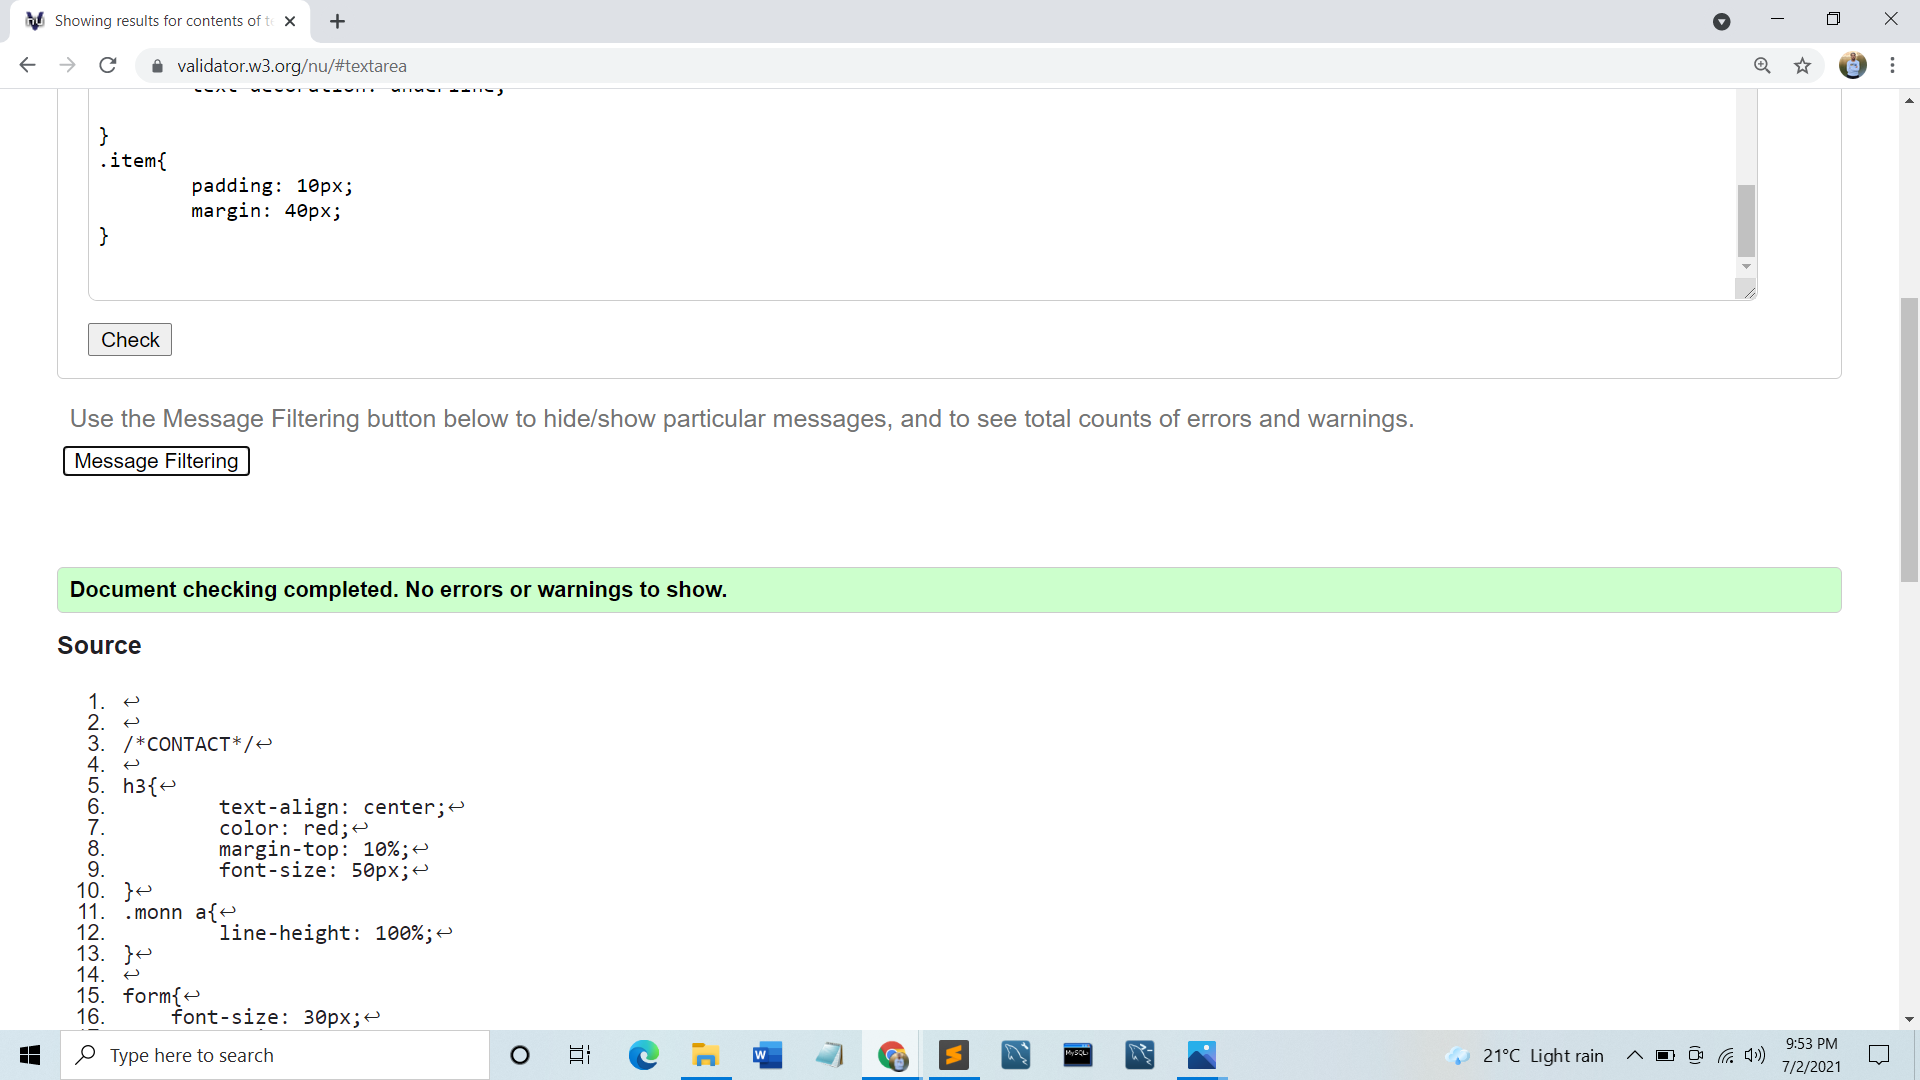 Showing results for contents of t
validator.w3.org/nu/#textarea
text-decoration: underline;
}
.item{
padding: 10px;
margin: 40px;
}
Check
Use the Message Filtering button below to hide/show particular messages, and to see total counts of errors and warnings.
Message Filtering
Document checking completed. No errors or warnings to show.
Source
1. ↩
2. ↩
3. /*CONTACT*/↩
4. ↩
5. h3{↩
6. text-align: center;↩
7. color: red;↩
8. margin-top: 10%;↩
9. font-size: 50px;↩
10. }↩
11. .monn a{↩
12. line-height: 100%;↩
13. }↩
14. ↩
15. form{↩
16. font-size: 30px;↩
Type here to search
21°C Light rain
9:53 PM
7/2/2021